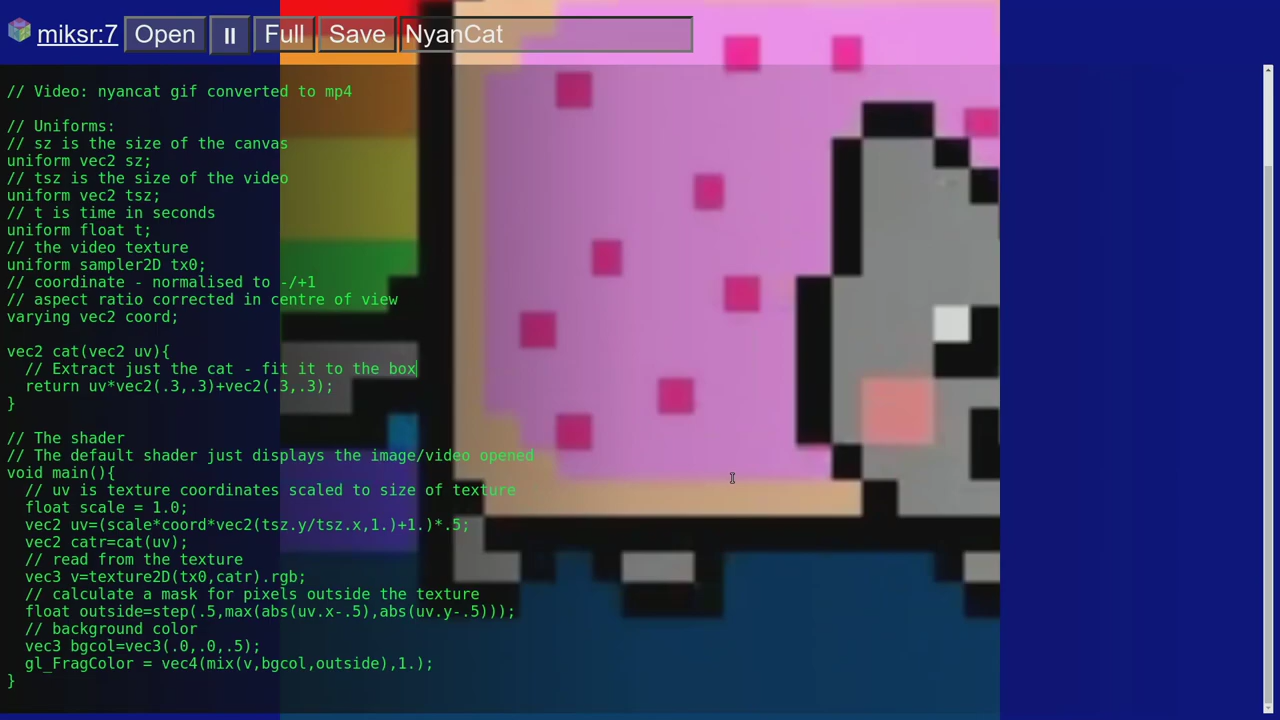 miksr:7 Open Full Save NyanCat
// Video: nyancat gif converted to mp4
// Uniforms:
// sz is the size of the canvas
uniform vec2 sz;
// tsz is the size of the video
uniform vec2 tsz;
// t is time in seconds
uniform float t;
// the video texture
uniform sampler2D tx0;
// coordinate - normalised to -/+1
// aspect ratio corrected in centre of view
varying vec2 coord;
vec2 cat(vec2 uv){
// Extract just the cat - fit it to the box
return uv*vec2(.3,.3)+vec2(.3,.3);
}
// The shader
// The default shader just displays the image/video opened
void main(){
// uv is texture coordinates scaled to size of texture
float scale = 1.0;
vec2 uv=(scale*coord*vec2(tsz.y/tsz.x,1.)+1.)*.5;
vec2 catr=cat(uv);
// read from the texture
vec3 v=texture2D(tx0,catr).rgb;
// calculate a mask for pixels outside the texture
float outside=step(.5,max(abs(uv.x-.5),abs(uv.y-.5)));
// background color
vec3 bgcol=vec3(.0,.0,.5);
gl_FragColor = vec4(mix(v,bgcol,outside),1.);
}